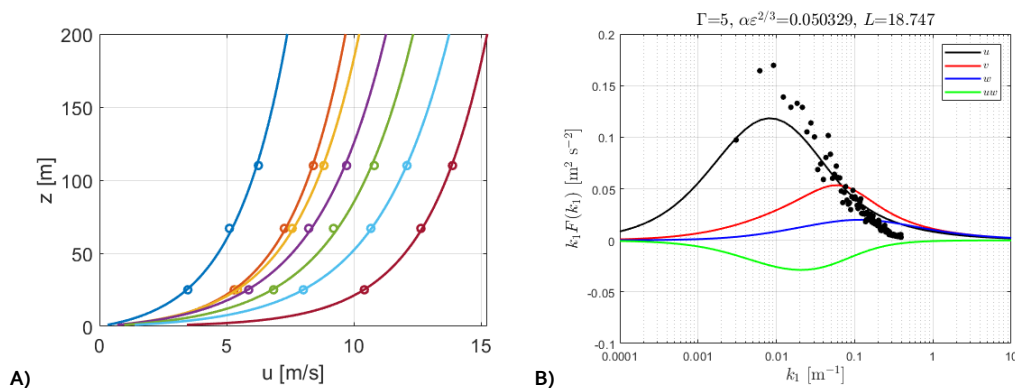 200
150
100
50
0
z [m]
0
5
10
15
u [m/s]
A)
Γ=5, αε^{2/3}=0.050329, L=18.747
0.2
0.15
0.1
0.05
0
-0.05
-0.1
k₁F(k₁) [m² s⁻²]
u
v
w
uw
0.0001
0.001
0.01
0.1
1
10
k₁ [m⁻¹]
B)